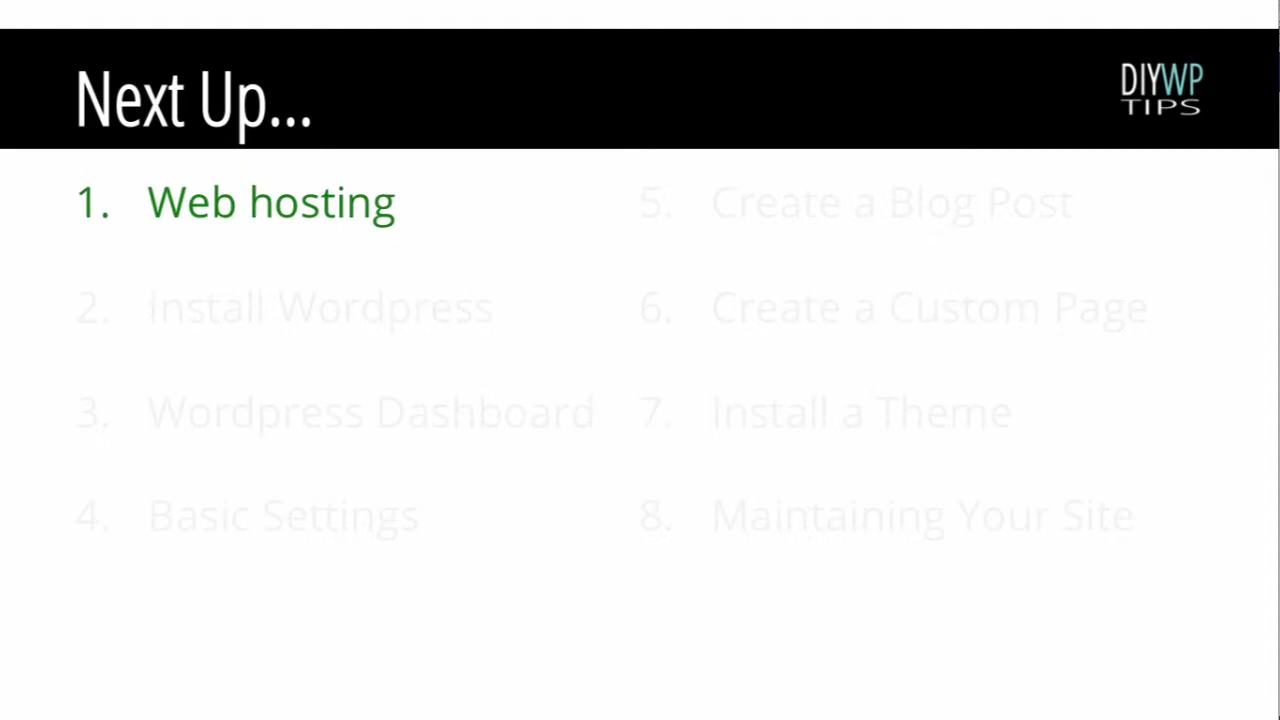 Next Up...
DIYWP
TIPS
1. Web hosting
2. Install Wordpress
3. Wordpress Dashboard
4. Basic Settings
5. Create a Blog Post
6. Create a Custom Page
7. Install a Theme
8. Maintaining Your Site